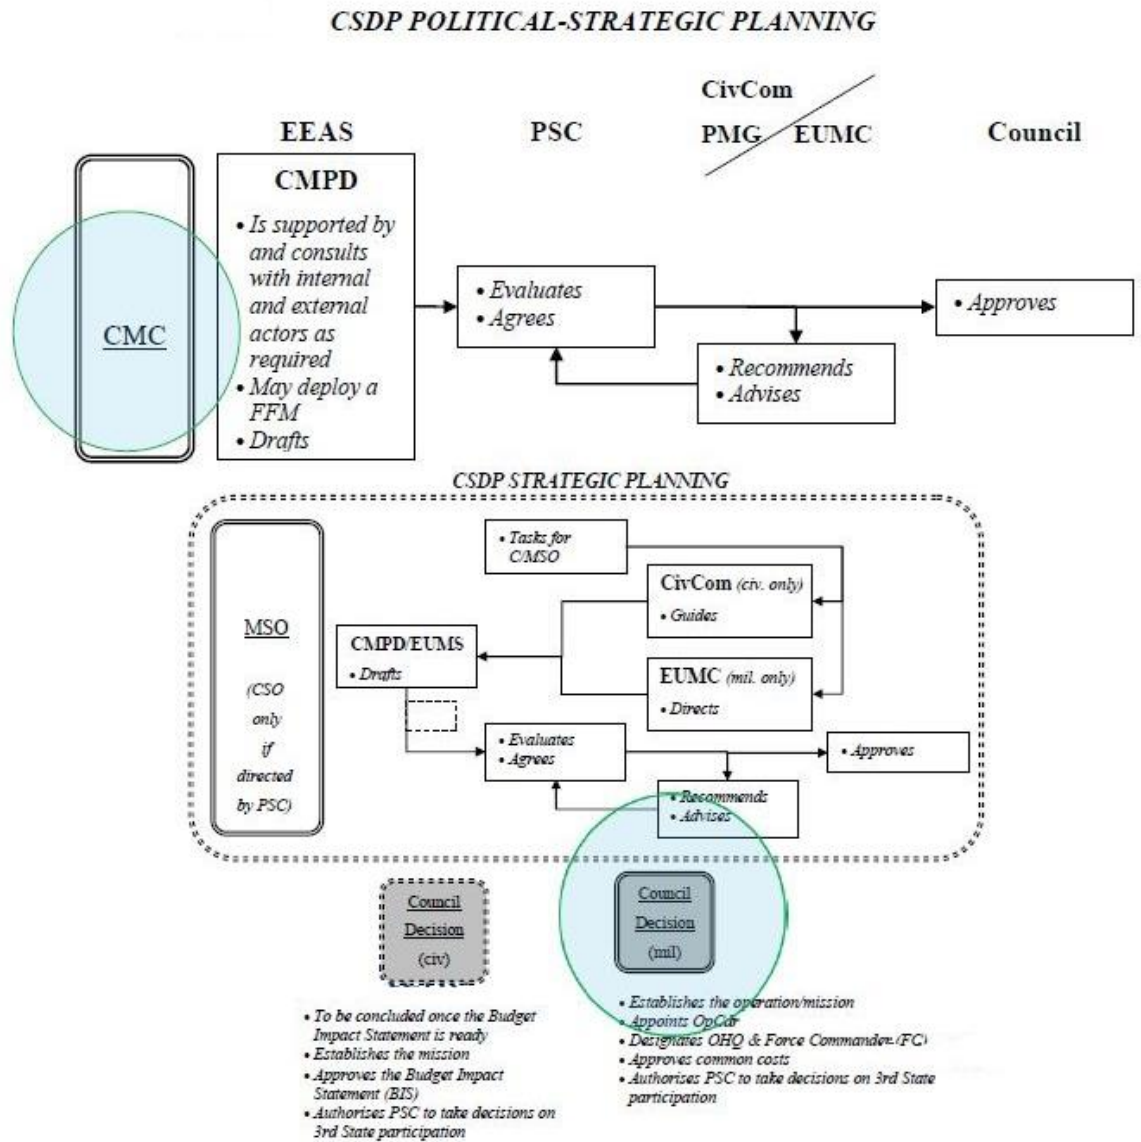 CSDP POLITICAL-STRATEGIC PLANNING
CivCom
EEAS
PSC
PMG
EUMC
Council
CMC
CMPD
• Is supported by
and consults
with internal
and external
actors as
required
• May deploy a
FFM
• Drafts
• Evaluates
• Agrees
• Recommends
• Advises
• Approves
CSDP STRATEGIC PLANNING
MSO
(CSO
only
if
directed
by PSC)
• Tasks for
C/MSO
CivCom (civ. only)
• Guides
CMPD/EUMS
• Drafts
EUMC (mil. only)
• Directs
• Evaluates
• Agrees
• Approves
• Recommends
• Advises
Council
Decision
(civ)
• To be concluded once the Budget
Impact Statement is ready
• Establishes the mission
• Approves the Budget Impact
Statement (BIS)
• Authorises PSC to take decisions on
3rd State participation
Council
Decision
(mil)
• Establishes the operation/mission
• Appoints OpCdr
• Designates OHQ & Force Commander (FC)
• Approves common costs
• Authorises PSC to take decisions on 3rd State
participation